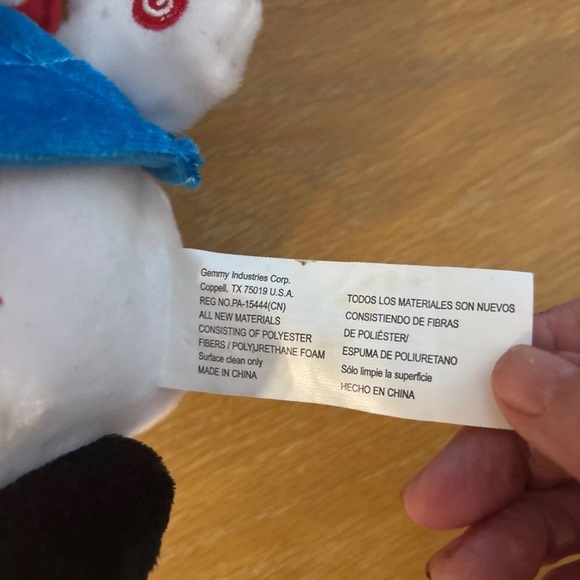 Gemmy Industries Corp.
Coppell, TX 75019 U.S.A.
REG NO.PA-15444(CN)
ALL NEW MATERIALS
CONSISTING OF POLYESTER
FIBERS / POLYURETHANE FOAM
Surface clean only
MADE IN CHINA
TODOS LOS MATERIALES SON NUEVOS
CONSISTIENDO DE FIBRAS
DE POLIÉSTER/
ESPUMA DE POLIURETANO
Sólo limpie la superficie
HECHO EN CHINA